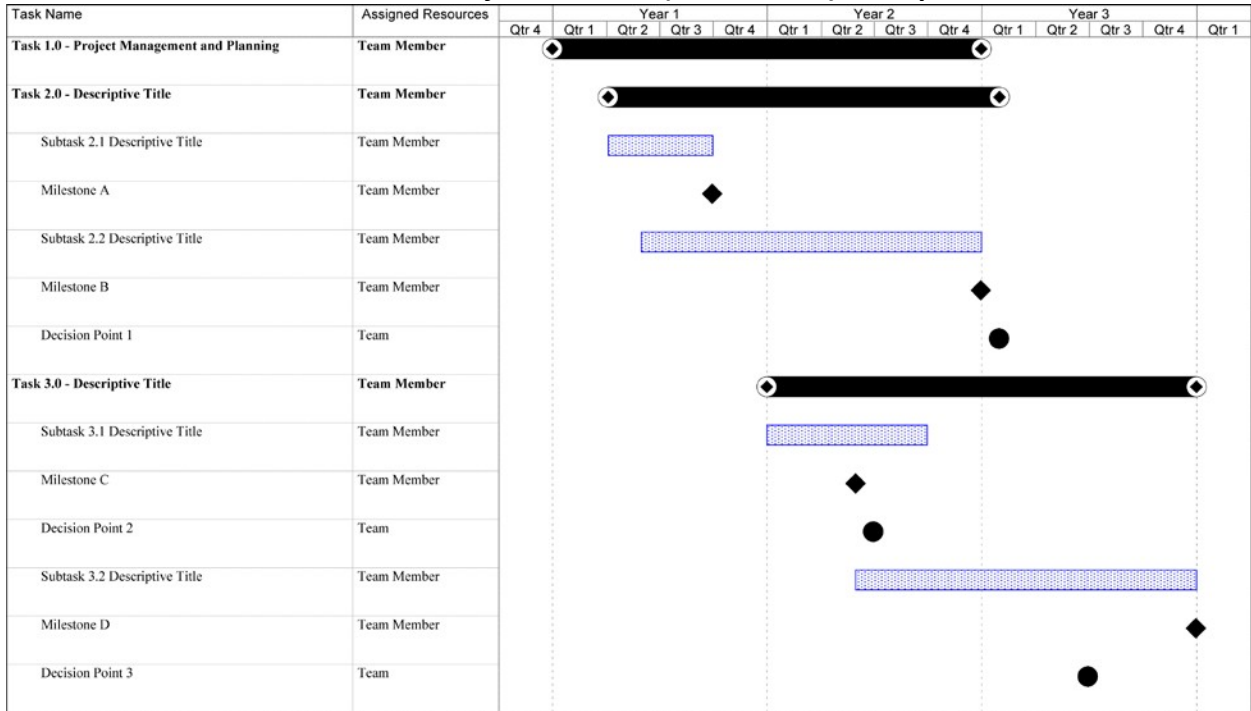 Task Name Assigned Resources Year 1 Year 2 Year 3
Qtr 4 Qtr 1 Qtr 2 Qtr 3 Qtr 4 Qtr 1 Qtr 2 Qtr 3 Qtr 4 Qtr 1 Qtr 2 Qtr 3 Qtr 4 Qtr 1
Task 1.0 - Project Management and Planning Team Member
Task 2.0 - Descriptive Title Team Member
Subtask 2.1 Descriptive Title Team Member
Milestone A Team Member
Subtask 2.2 Descriptive Title Team Member
Milestone B Team Member
Decision Point 1 Team
Task 3.0 - Descriptive Title Team Member
Subtask 3.1 Descriptive Title Team Member
Milestone C Team Member
Decision Point 2 Team
Subtask 3.2 Descriptive Title Team Member
Milestone D Team Member
Decision Point 3 Team